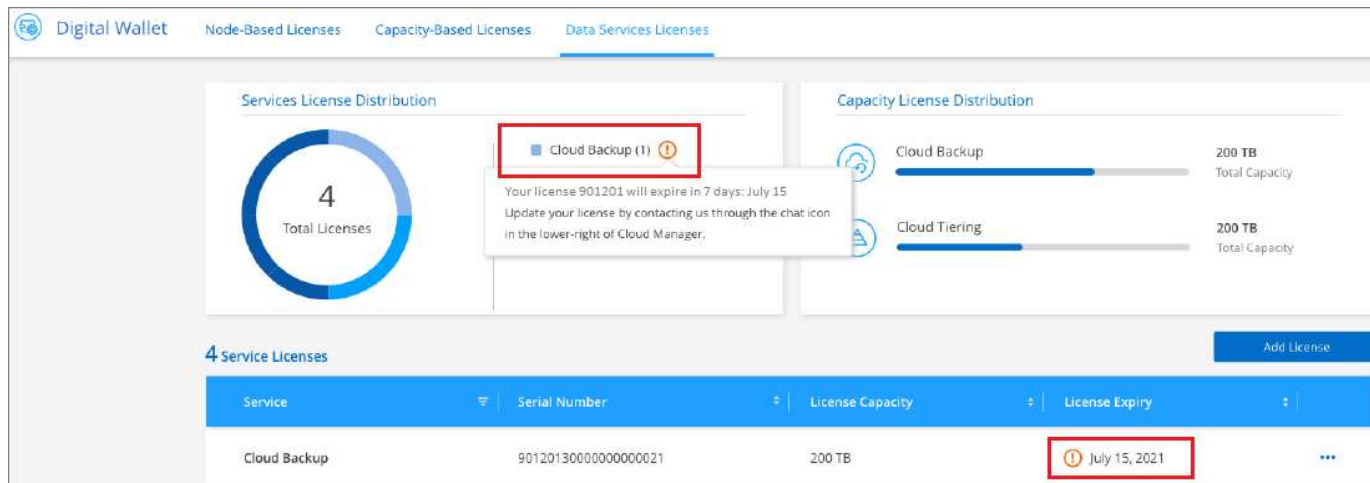 Digital Wallet
Node-Based Licenses
Capacity-Based Licenses
Data Services Licenses
Services License Distribution
4
Total Licenses
Cloud Backup (1)
Your license 901201 will expire in 7 days: July 15
Update your license by contacting us through the chat icon
in the lower-right of Cloud Manager.
Capacity License Distribution
Cloud Backup
200 TB
Total Capacity
Cloud Tiering
200 TB
Total Capacity
4 Service Licenses
Add License
Service
Serial Number
License Capacity
License Expiry
Cloud Backup
90120130000000000021
200 TB
July 15, 2021